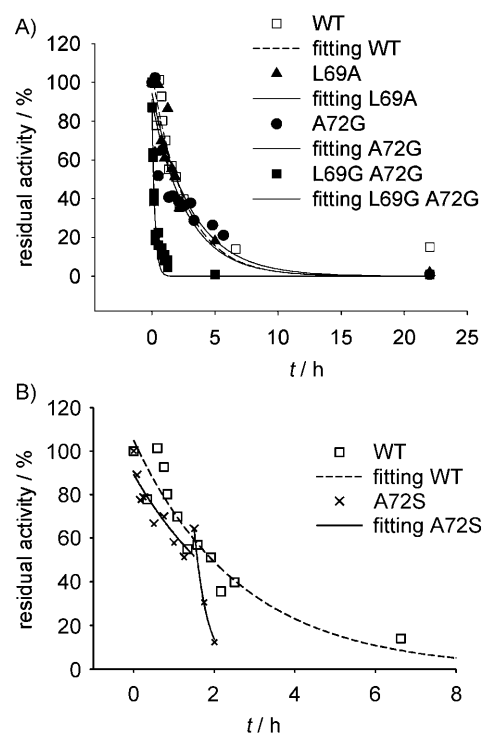 A)
WT
fitting WT
L69A
fitting L69A
A72G
fitting A72G
L69G A72G
fitting L69G A72G
residual activity / %
120
100
80
60
40
20
0
0 5 10 15 20 25
t / h
B)
WT
fitting WT
A72S
fitting A72S
residual activity / %
120
100
80
60
40
20
0
0 2 4 6 8
t / h